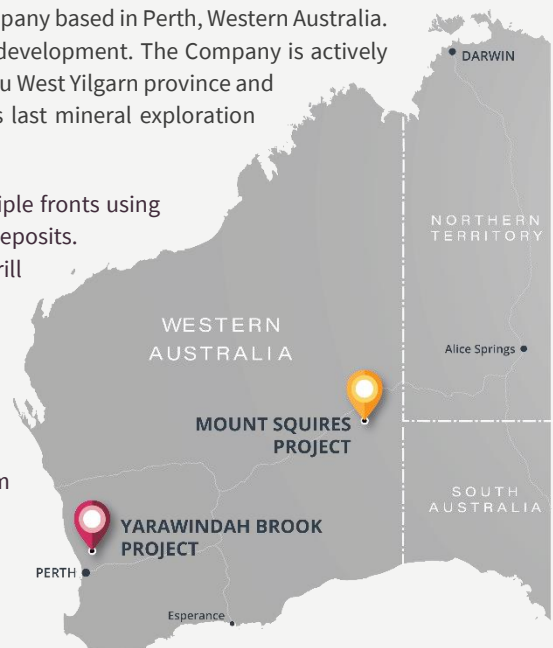 pany based in Perth, Western Australia.
development. The Company is actively
u West Yilgarn province and
s last mineral exploration
iple fronts using
eposits.
rill
m
DARWIN
NORTHERN
TERRITORY
WESTERN
AUSTRALIA
Alice Springs
MOUNT SQUIRES
PROJECT
SOUTH
AUSTRALIA
YARAWINDAH BROOK
PROJECT
PERTH
Esperance